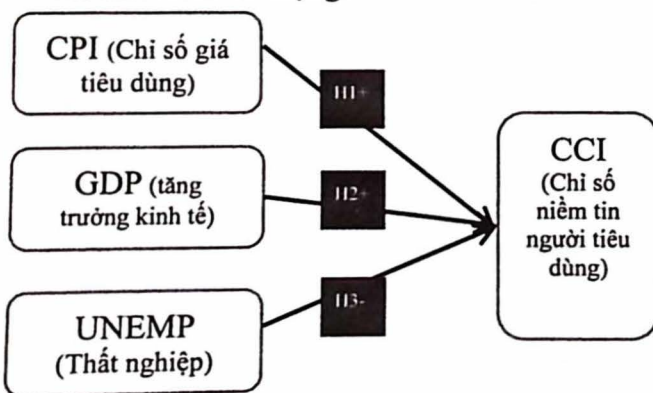 CPI (Chỉ số giá
tiêu dùng)
H1+
GDP (tăng
trưởng kinh tế)
H2+
UNEMP
(Thất nghiệp)
H3-
CCI
(Chỉ số
niềm tin
người tiêu
dùng)